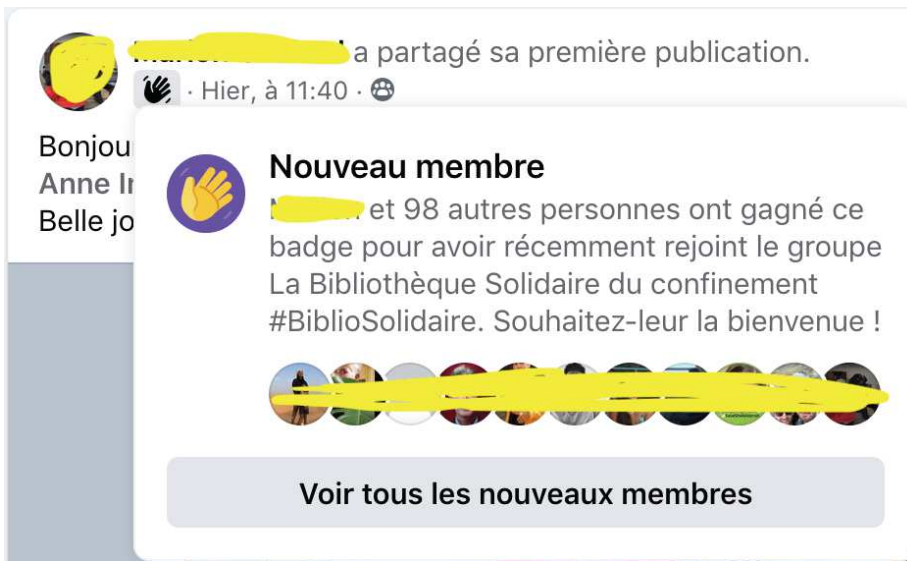 a partagé sa première publication.
· Hier, à 11:40 ·
Nouveau membre
et 98 autres personnes ont gagné ce
badge pour avoir récemment rejoint le groupe
La Bibliothèque Solidaire du confinement
#BiblioSolidaire. Souhaitez-leur la bienvenue !
Bonjou
Anne
Belle jo
Voir tous les nouveaux membres